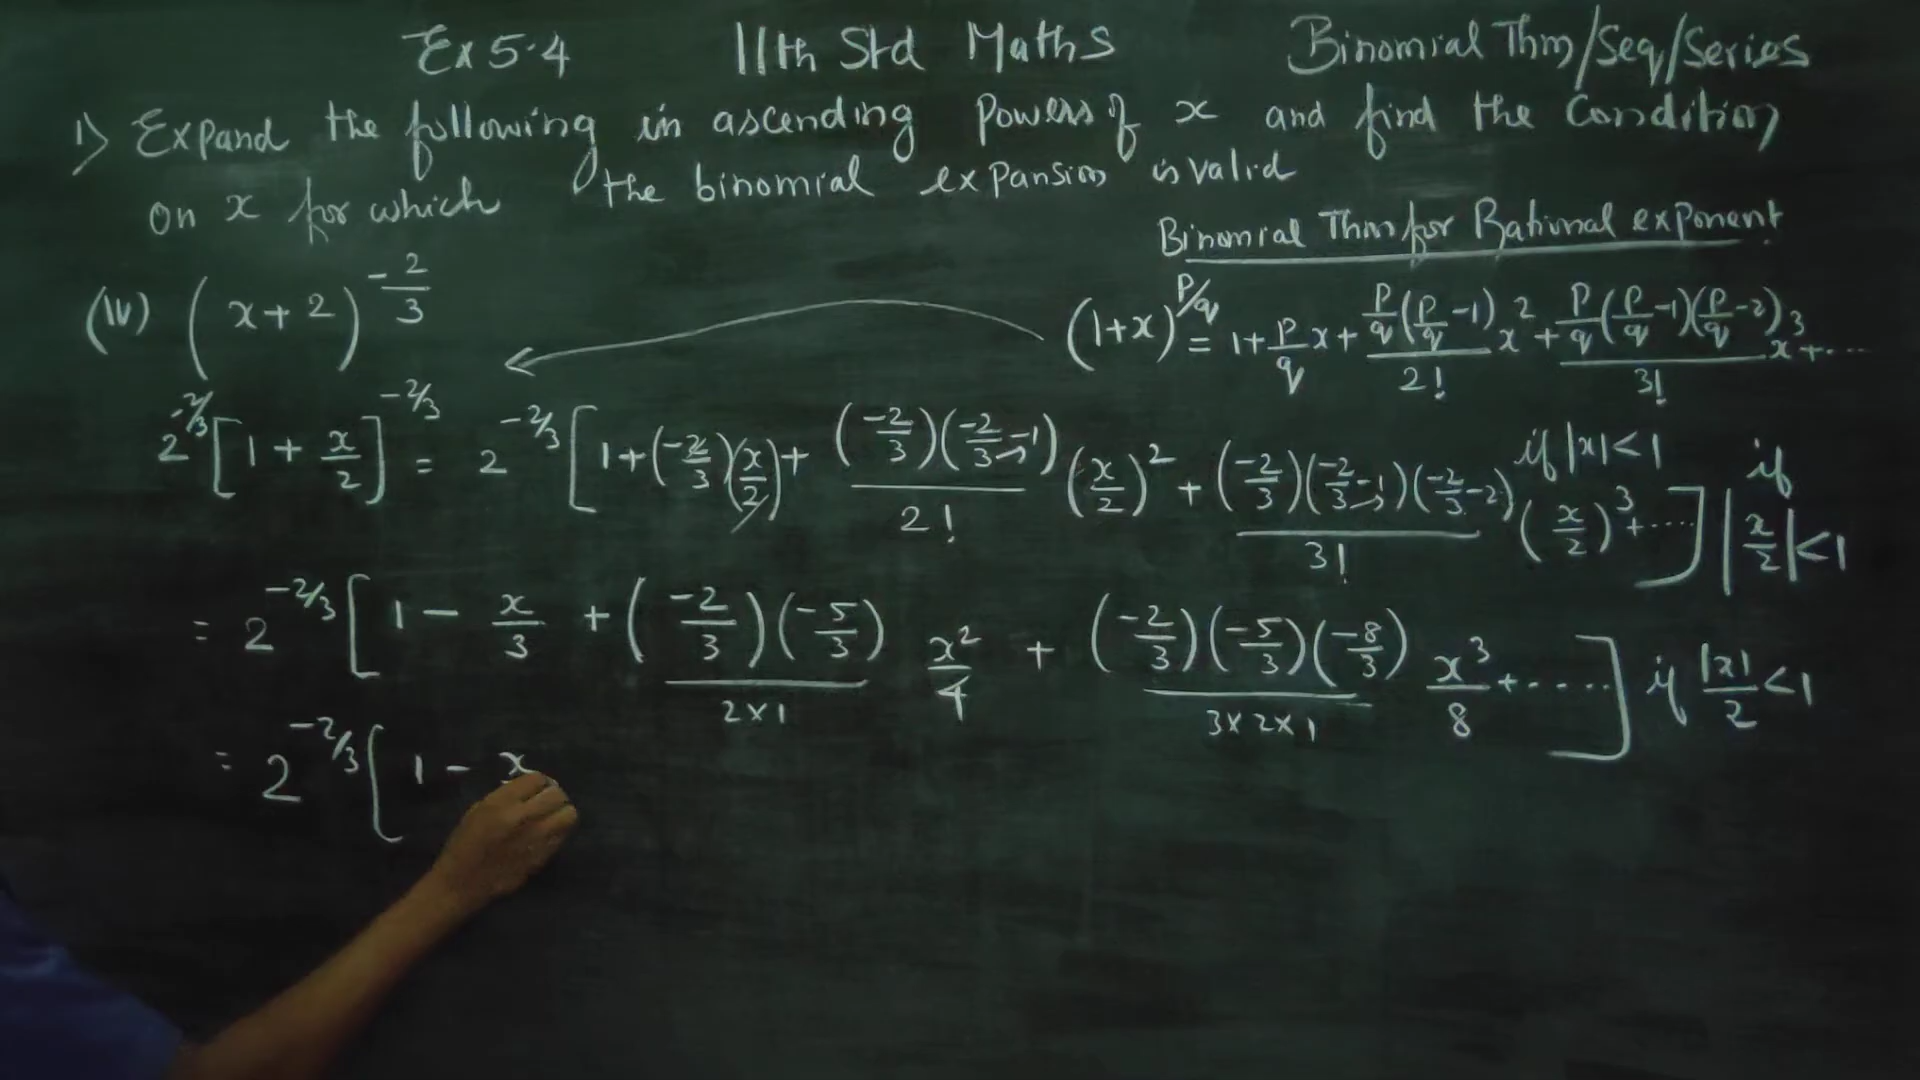 Ex 5.4 11th Std Maths Binomial Thm/Seq/Series
1) Expand the following in ascending Powers of x and find the Condition
on x for which the binomial expansion is valid
Binomial Thm for Rational exponent
(iv) (x+2)^(-2/3)
(1+x)^(p/q) = 1 + p/q x + (p/q(p/q -1))/2! x² + (p/q(p/q -1)(p/q -2))/3! x³ + ....
if |x|<1
2^(-2/3) [1 + x/2]^(-2/3) = 2^(-2/3) [1 + (-2/3)(x/2) + ((-2/3)(-2/3 -1))/2! (x/2)² + ((-2/3)(-2/3 -1)(-2/3 -2))/3! (x/2)³ + ....] if |x/2|<1
= 2^(-2/3) [1 - x/3 + ((-2/3)(-5/3))/(2×1) x²/4 + ((-2/3)(-5/3)(-8/3))/(3×2×1) x³/8 + .....] if |x|/2 < 1
= 2^(-2/3) [1 - x